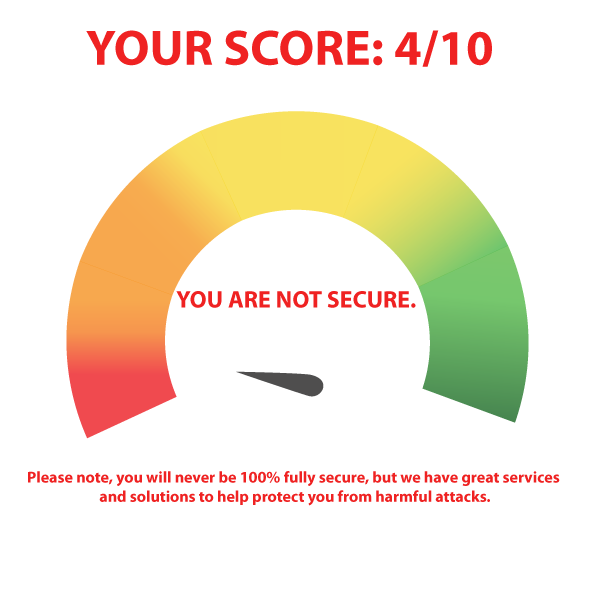 YOUR SCORE: 4/10
YOU ARE NOT SECURE.
Please note, you will never be 100% fully secure, but we have great services
and solutions to help protect you from harmful attacks.